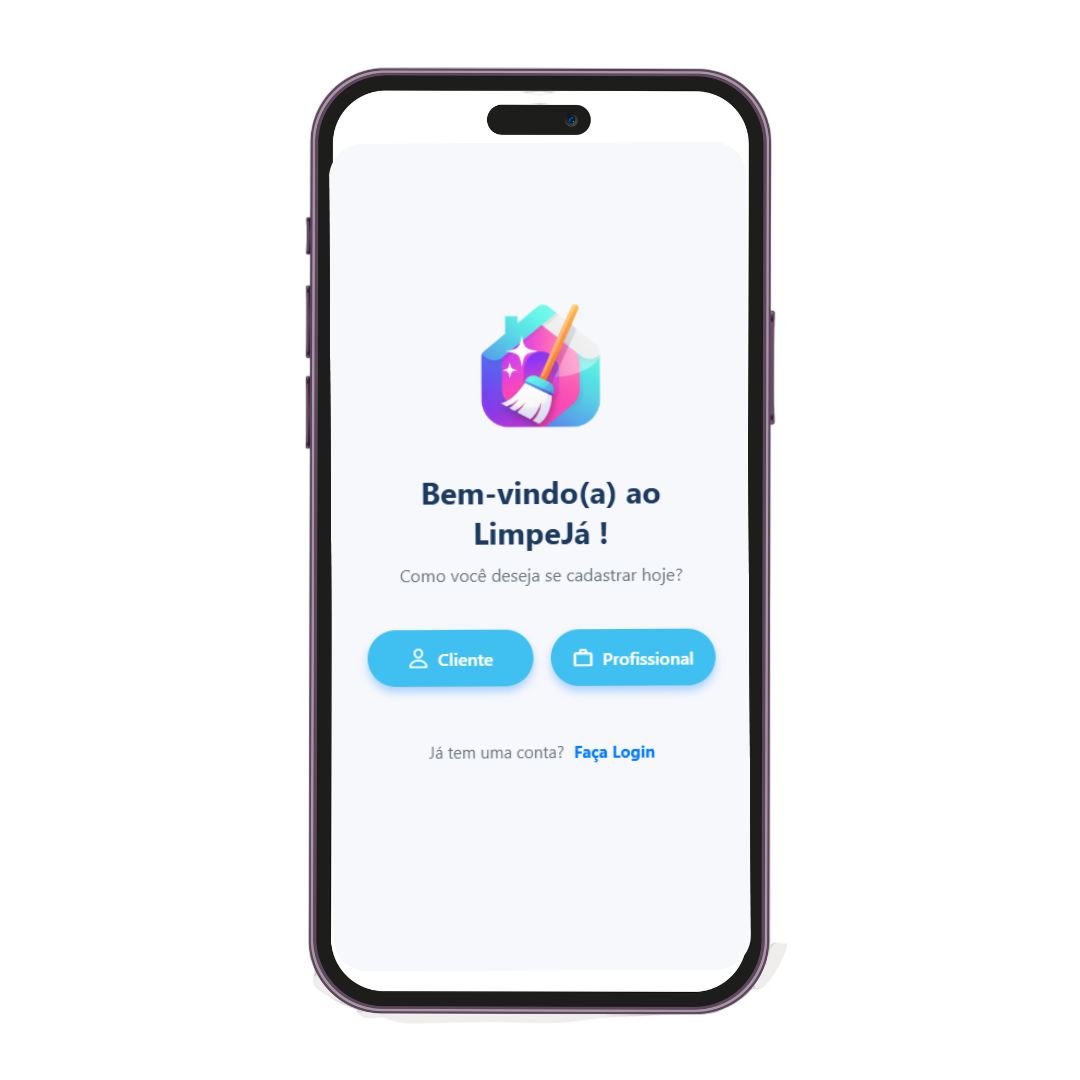 Bem-vindo(a) ao
LimpeJá !
Como você deseja se cadastrar hoje?
Cliente
Profissional
Já tem uma conta? Faça Login